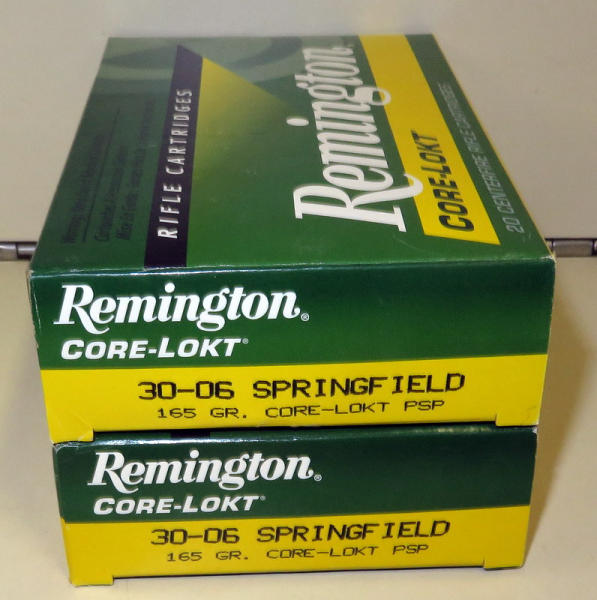 RIFLE CARTRIDGES
Remington.
CORE-LOKT
20 CENTERFIRE RIFLE CARTRIDGES
Remington®
CORE-LOKT®
30-06 SPRINGFIELD
165 GR. CORE-LOKT PSP
Remington®
CORE-LOKT®
30-06 SPRINGFIELD
165 GR. CORE-LOKT PSP